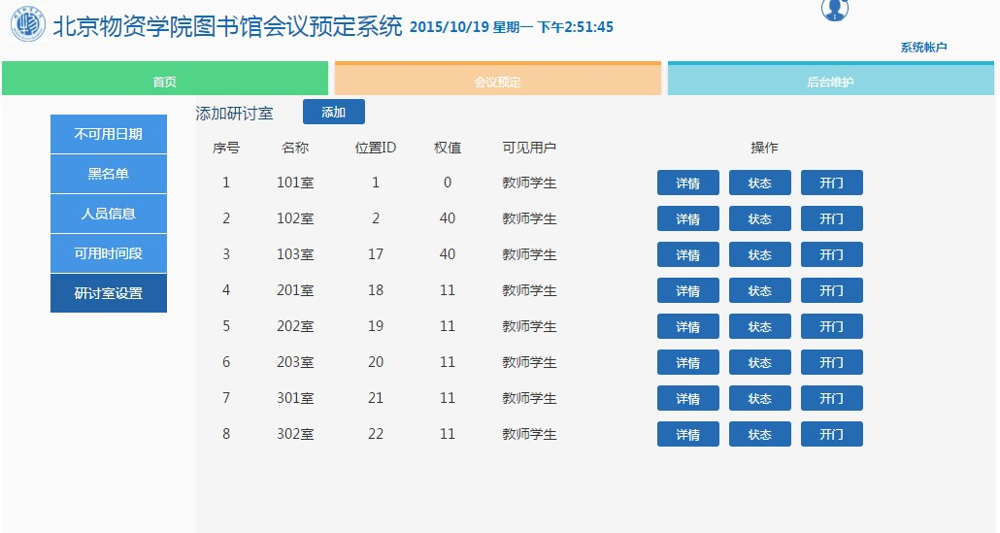 北京物资学院图书馆会议预定系统 2015/10/19 星期一 下午2:51:45
系统帐户
首页 会议预定 后台维护
不可用日期
黑名单
人员信息
可用时间段
研讨室设置
添加研讨室 添加
序号 名称 位置ID 权值 可见用户 操作
1 101室 1 0 教师学生 详情 状态 开门
2 102室 2 40 教师学生 详情 状态 开门
3 103室 17 40 教师学生 详情 状态 开门
4 201室 18 11 教师学生 详情 状态 开门
5 202室 19 11 教师学生 详情 状态 开门
6 203室 20 11 教师学生 详情 状态 开门
7 301室 21 11 教师学生 详情 状态 开门
8 302室 22 11 教师学生 详情 状态 开门